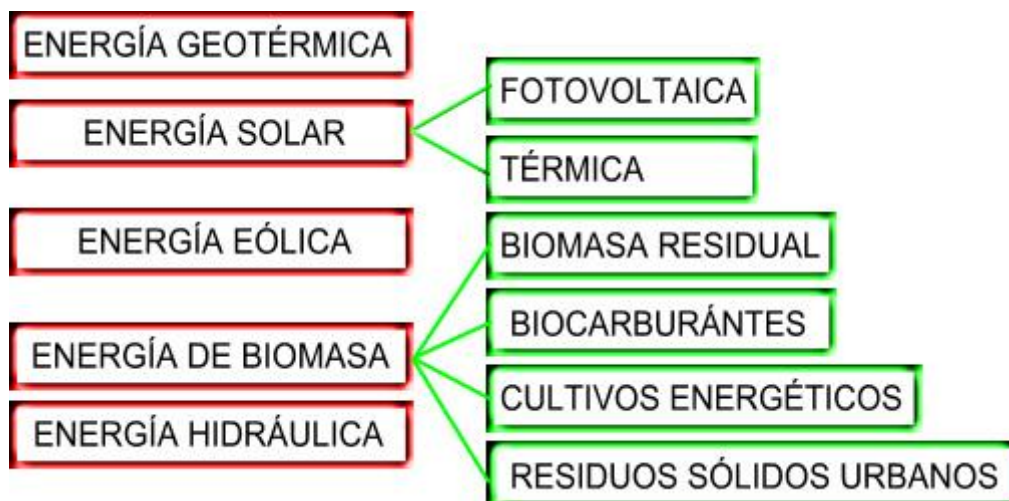 ENERGÍA GEOTÉRMICA
ENERGÍA SOLAR
FOTOVOLTAICA
TÉRMICA
ENERGÍA EÓLICA
ENERGÍA DE BIOMASA
BIOMASA RESIDUAL
BIOCARBURÁNTES
CULTIVOS ENERGÉTICOS
RESIDUOS SÓLIDOS URBANOS
ENERGÍA HIDRÁULICA